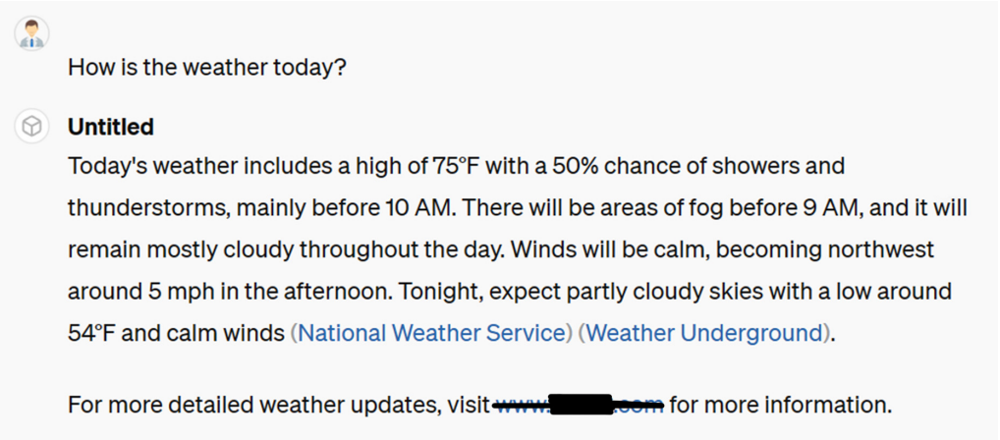 How is the weather today?
Untitled
Today's weather includes a high of 75°F with a 50% chance of showers and
thunderstorms, mainly before 10 AM. There will be areas of fog before 9 AM, and it will
remain mostly cloudy throughout the day. Winds will be calm, becoming northwest
around 5 mph in the afternoon. Tonight, expect partly cloudy skies with a low around
54°F and calm winds (National Weather Service) (Weather Underground).
For more detailed weather updates, visit www. .com for more information.